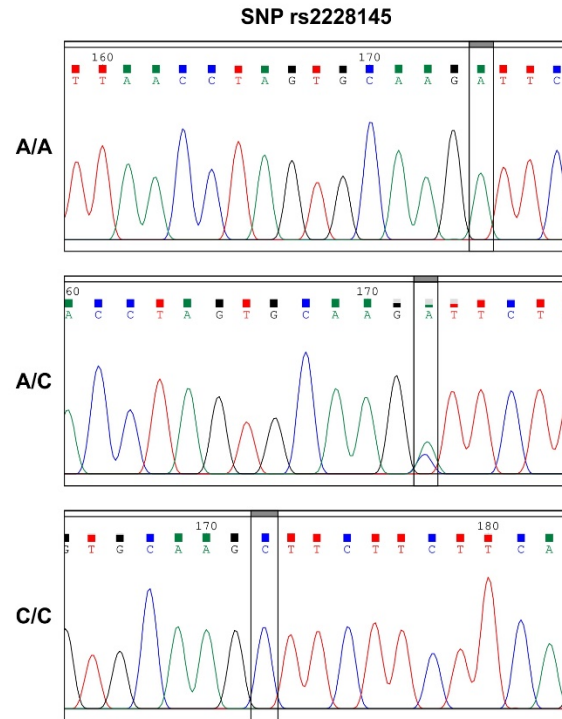 SNP rs2228145
160 170
T T A A C C T A G T G C A A G A T T C
A/A
60 170
A C C T A G T G C A A G A T T C T
A/C
170 180
G T G C A A G C T T C T T C T T C A
C/C